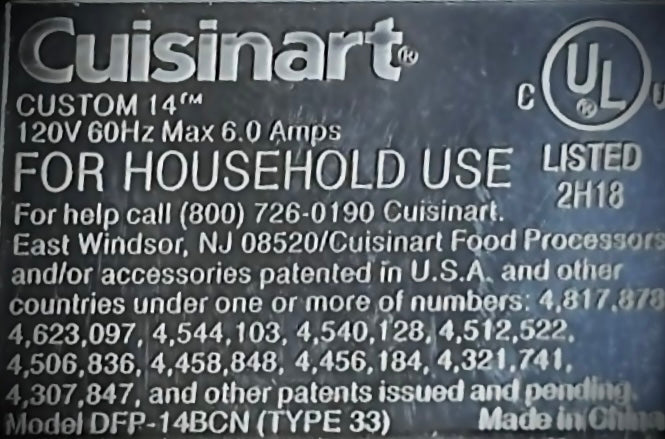 Cuisinart®
CUSTOM 14™
120V 60Hz Max 6.0 Amps
FOR HOUSEHOLD USE
C UL® U
LISTED
2H18
For help call (800) 726-0190 Cuisinart.
East Windsor, NJ 08520/Cuisinart Food Processors
and/or accessories patented in U.S.A. and other
countries under one or more of numbers: 4,817,878
4,623,097, 4,544,103, 4,540,128, 4,512,522,
4,506,836, 4,458,848, 4,456,184, 4,321,741,
4,307,847, and other patents issued and pending.
Model DFP-14BCN (TYPE 33) Made in China